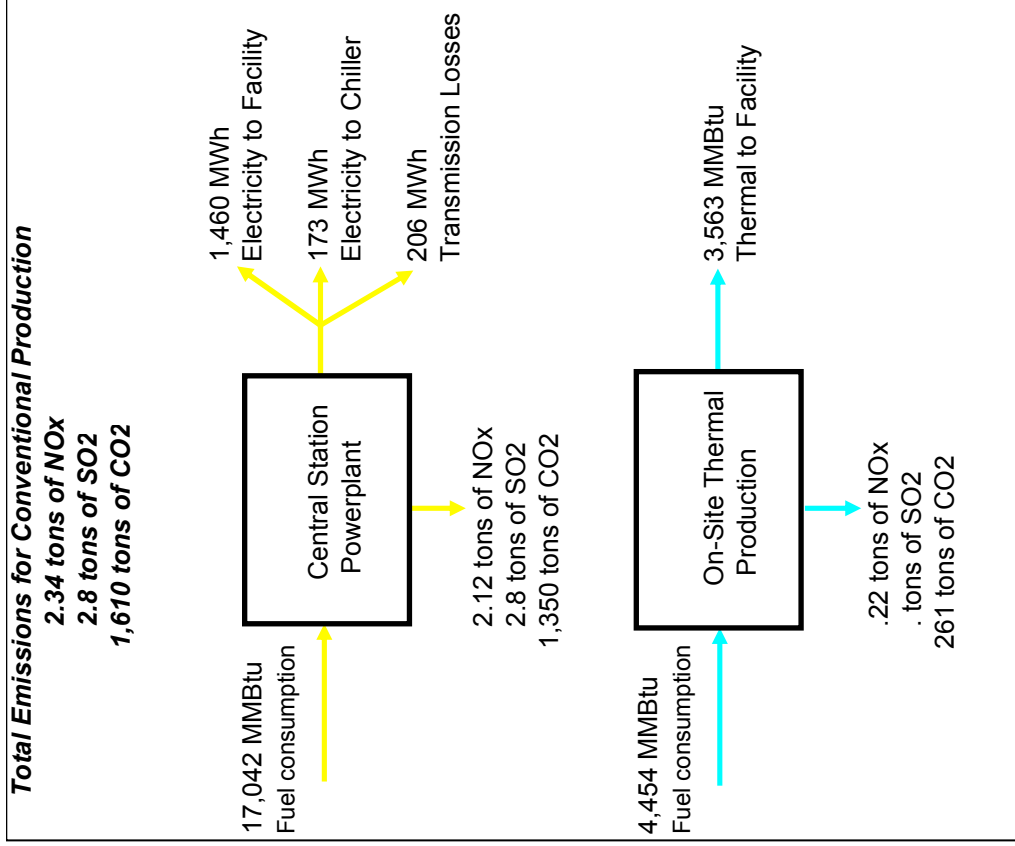 Total Emissions for Conventional Production
2.34 tons of NOx
2.8 tons of SO2
1,610 tons of CO2
17,042 MMBtu
Fuel consumption
Central Station
Powerplant
1,460 MWh
Electricity to Facility
173 MWh
Electricity to Chiller
206 MWh
Transmission Losses
2.12 tons of NOx
2.8 tons of SO2
1,350 tons of CO2
4,454 MMBtu
Fuel consumption
On-Site Thermal
Production
3,563 MMBtu
Thermal to Facility
.22 tons of NOx
. tons of SO2
261 tons of CO2